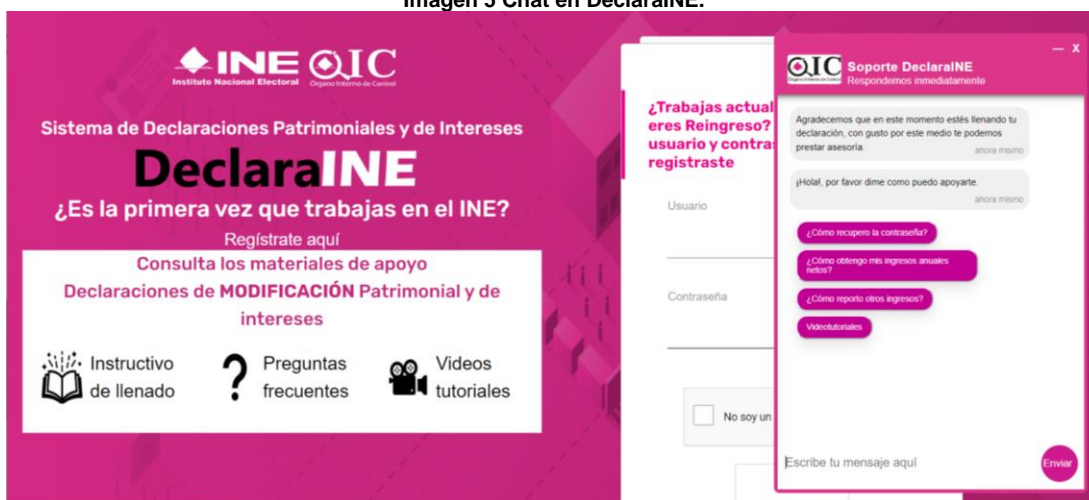 Imagen 5 Chat en DeclaraINE.
INE
Instituto Nacional Electoral
OIC
Órgano Interno de Control
Sistema de Declaraciones Patrimoniales y de Intereses
DeclaraINE
¿Es la primera vez que trabajas en el INE?
Regístrate aquí
Consulta los materiales de apoyo
Declaraciones de MODIFICACIÓN Patrimonial y de
intereses
Instructivo
de llenado
?
Preguntas
frecuentes
Videos
tutoriales
¿Trabajas actual
eres Reingreso?
usuario y contra
registraste
Usuario
Contraseña
No soy un
OIC
Órgano Interno de Control
Soporte DeclaraINE
Respondemos inmediatamente
— x
Agradecemos que en este momento estés llenando tu
declaración, con gusto por este medio te podemos
prestar asesoría.
ahora mismo
¡Hola!, por favor dime como puedo apoyarte.
ahora mismo
¿Cómo recupero la contraseña?
¿Cómo obtengo mis ingresos anuales
netos?
¿Cómo reporto otros ingresos?
Videotutoriales
Escribe tu mensaje aquí
Enviar